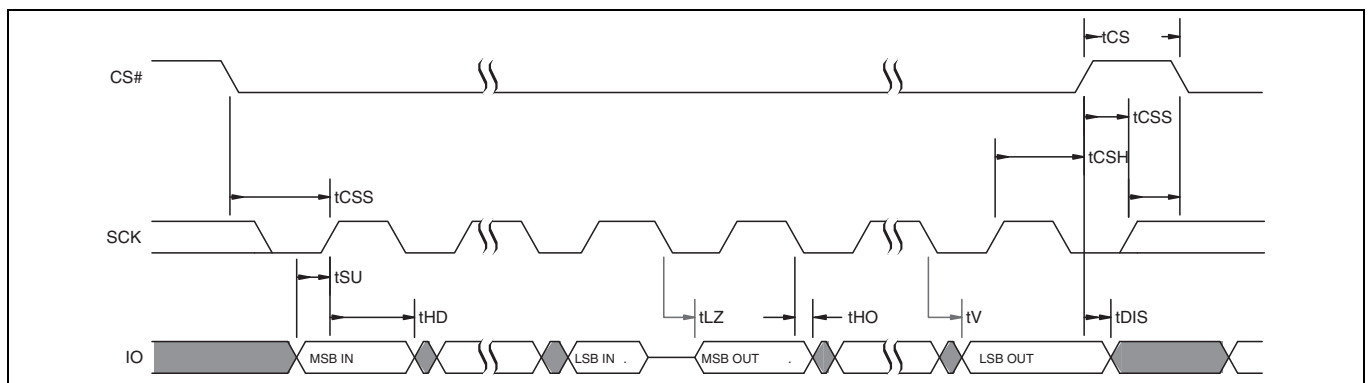 tCS
CS#
tCSS
tCSH
tCSS
SCK
tSU
tHD
tLZ
tHO
tV
tDIS
IO
MSB IN
LSB IN .
MSB OUT .
LSB OUT